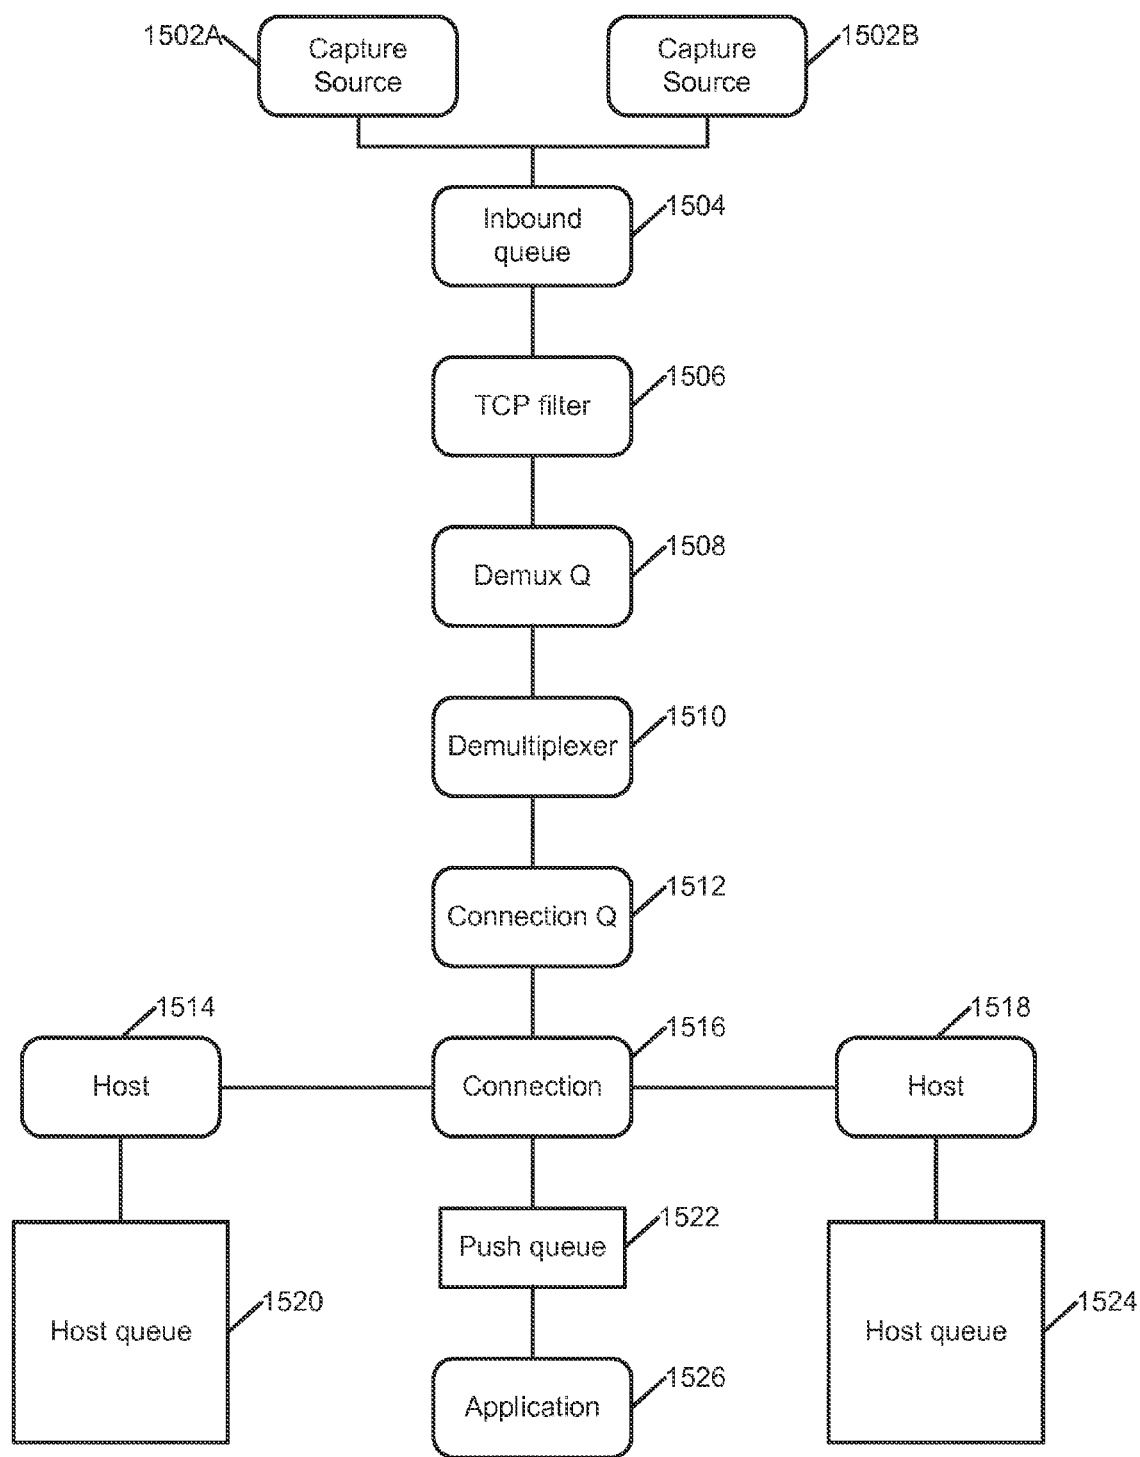 1502A
Capture
Source
Capture
Source
1502B
Inbound
queue
1504
TCP filter
1506
Demux Q
1508
Demultiplexer
1510
Connection Q
1512
1514
Host
Connection
1516
1518
Host
Host queue
1520
Push queue
1522
Host queue
1524
Application
1526